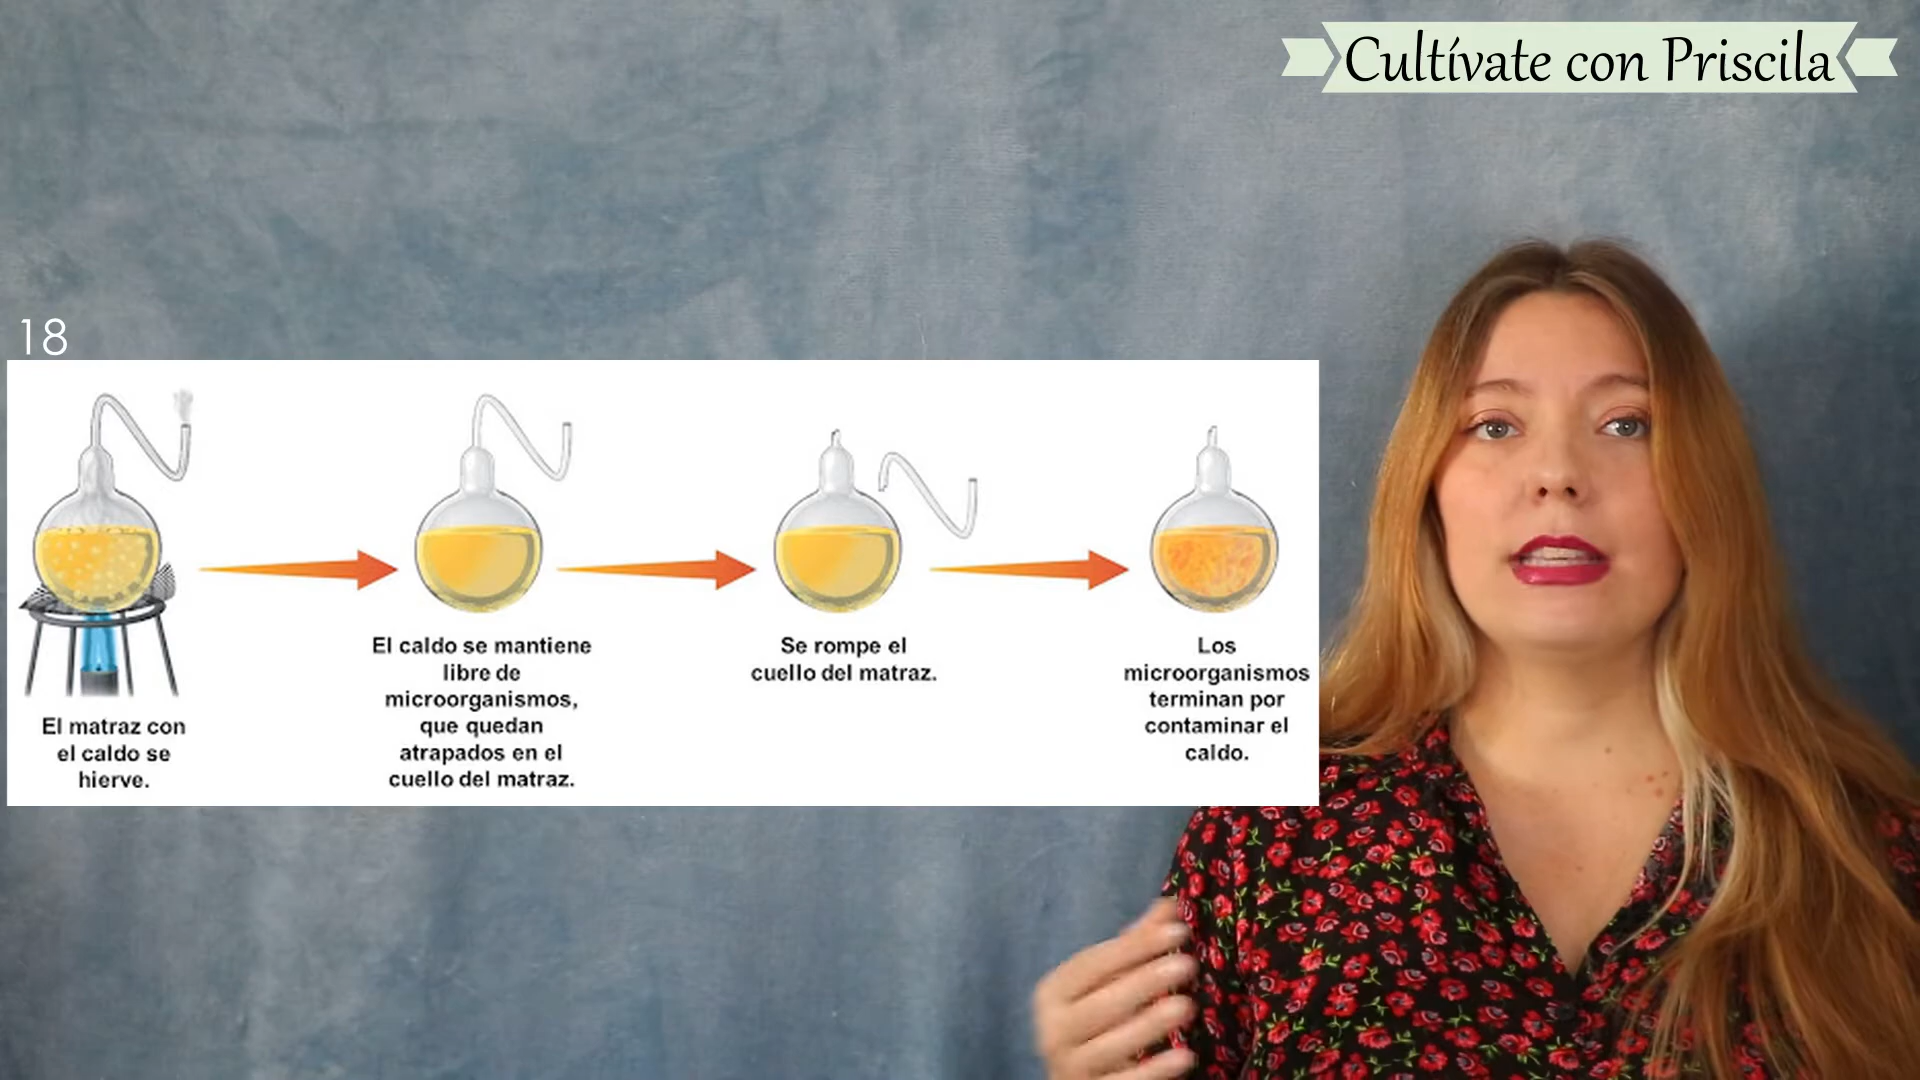 Cultívate con Priscila
18
El matraz con
el caldo se
hierve.
El caldo se mantiene
libre de
microorganismos,
que quedan
atrapados en el
cuello del matraz.
Se rompe el
cuello del matraz.
Los
microorganismos
terminan por
contaminar el
caldo.